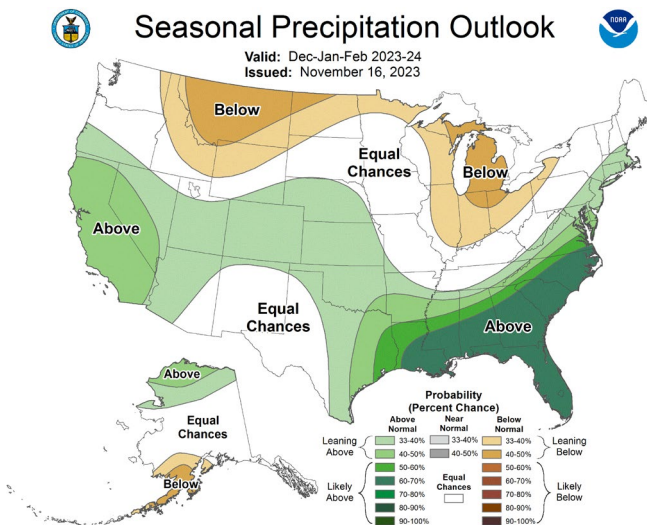 Seasonal Precipitation Outlook
NOAA
Valid: Dec-Jan-Feb 2023-24
Issued: November 16, 2023
Below
Equal
Chances
Below
Above
Equal
Chances
Above
Above
Equal
Chances
Below
Probability
(Percent Chance)
Above
Normal
Near
Normal
Below
Normal
Leaning
Above
33-40%
40-50%
Likely
Above
50-60%
60-70%
70-80%
80-90%
90-100%
33-40%
40-50%
Equal
Chances
33-40%
40-50%
50-60%
60-70%
70-80%
80-90%
90-100%
Leaning
Below
Likely
Below